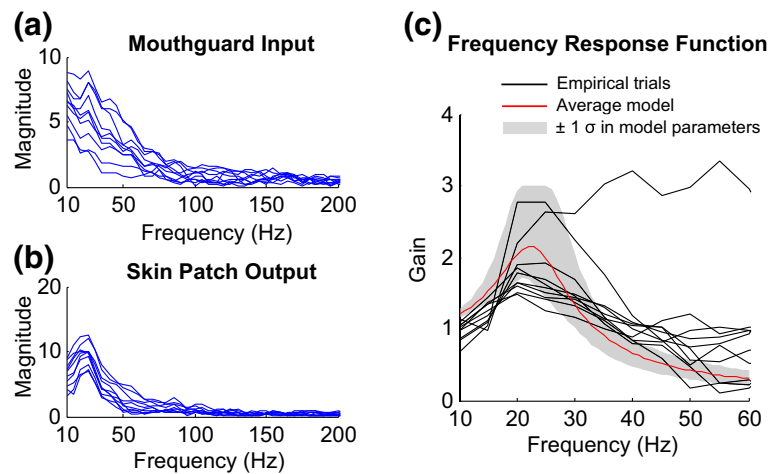 (a)
Mouthguard Input
Magnitude
10
5
0
10 50 100 150 200
Frequency (Hz)
(b)
Skin Patch Output
Magnitude
20
10
0
10 50 100 150 200
Frequency (Hz)
(c)
Frequency Response Function
Empirical trials
Average model
± 1 σ in model parameters
Gain
4
3
2
1
0
10 20 30 40 50 60
Frequency (Hz)